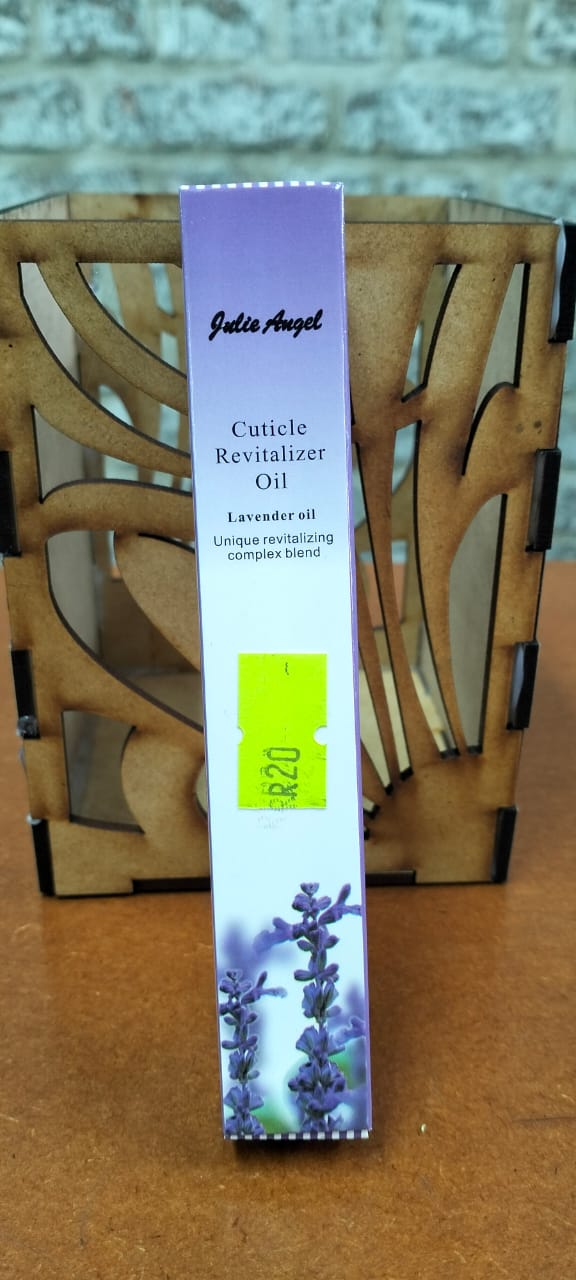 Julie Angel
Cuticle
Revitalizer
Oil
Lavender oil
Unique revitalizing
complex blend
R20